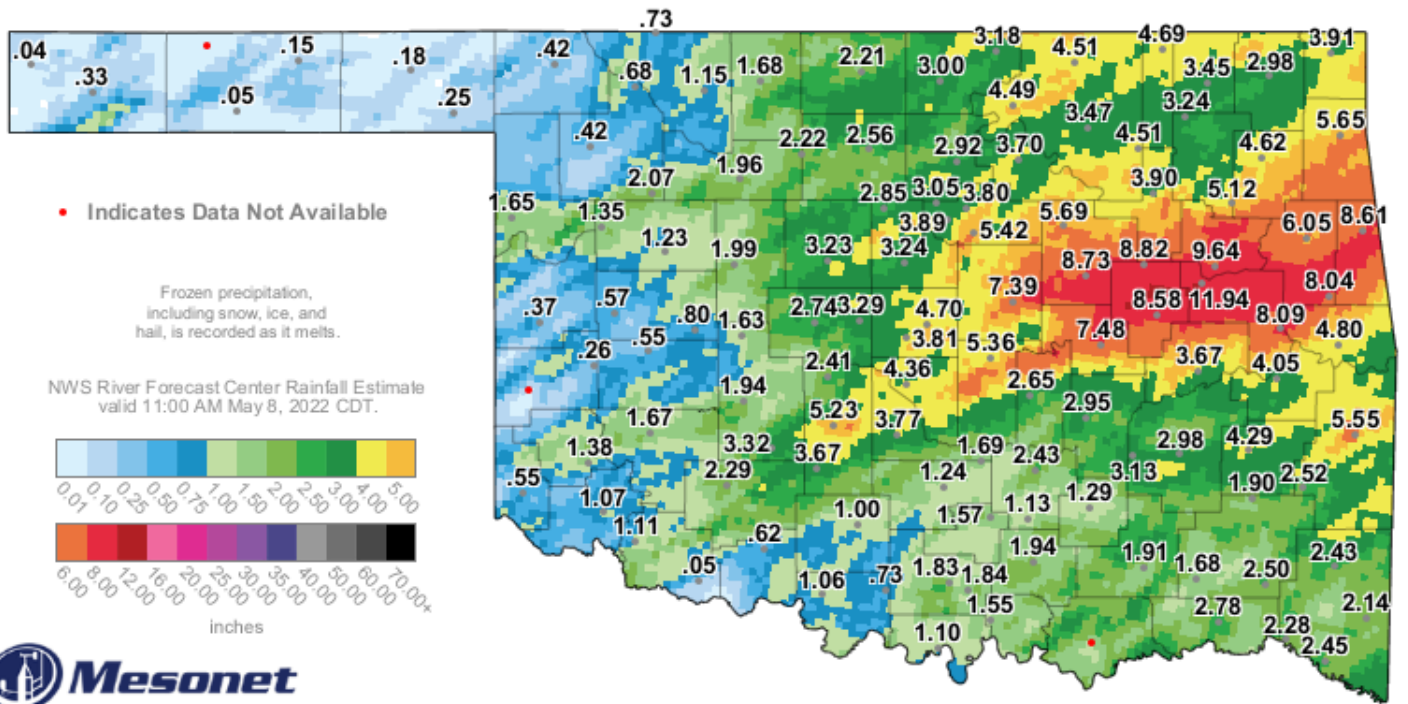 .73
.04 .15 .18 .42 .68 1.15 1.68 2.21 3.00 3.18 4.51 4.69 3.45 2.98 3.91
.33 .05 .25 4.49 3.47 3.24 5.65
.42 2.22 2.56 2.92 3.70 4.51 4.62
2.07 1.96 2.85 3.05 3.80 3.90 5.12
1.65 1.35 3.89 5.42 5.69 6.05 8.61
1.23 1.99 3.23 3.24 8.73 8.82 9.64
.37 .57 .80 1.63 2.74 3.29 4.70 7.39 8.58 11.94 8.09 8.04
.26 .55 2.41 3.81 5.36 7.48 3.67 4.05 4.80
1.94 4.36 2.65
1.67 5.23 3.77 2.95 5.55
1.38 3.32 3.67 1.69 2.43 2.98 4.29
.55 2.29 1.24 3.13 1.90 2.52
1.07 1.00 1.57 1.13 1.29
1.11 .62 1.94 1.91 2.43
.05 1.06 .73 1.83 1.84 1.68 2.50
1.55 2.78 2.14
1.10 2.28 2.45
Indicates Data Not Available
Frozen precipitation,
including snow, ice, and
hail, is recorded as it melts.
NWS River Forecast Center Rainfall Estimate
valid 11:00 AM May 8, 2022 CDT.
0.01 0.10 0.25 0.50 0.75 1.00 1.50 2.00 2.50 3.00 4.00 5.00
6.00 8.00 12.00 16.00 20.00 25.00 30.00 35.00 40.00 50.00 60.00 70.00+
inches
Mesonet